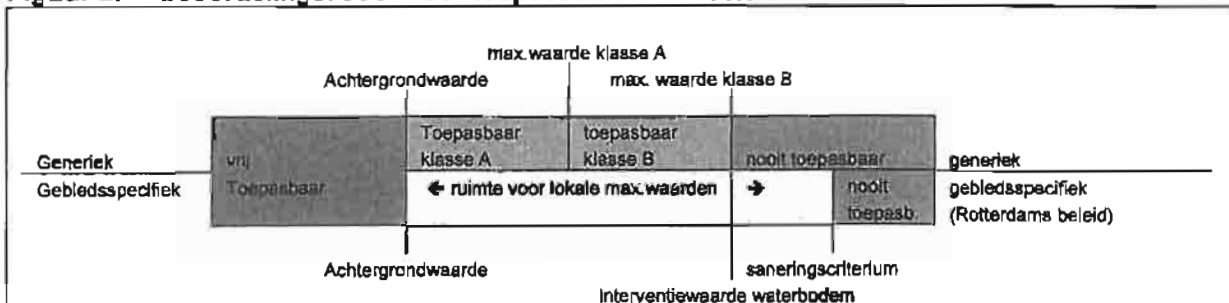 max.waarde klasse A
Achtergrondwaarde
max. waarde klasse B
Toepasbaar
klasse A
toepasbaar
klasse B
Generiek
vrij
nooit toepasbaar
generiek
Gebiedsspecifiek
Toepasbaar
← ruimte voor lokale max.waarden →
nooit
toepasb.
gebiedsspecifiek
(Rotterdams beleid)
Achtergrondwaarde
saneringscriterium
Interventiewaarde waterbodem